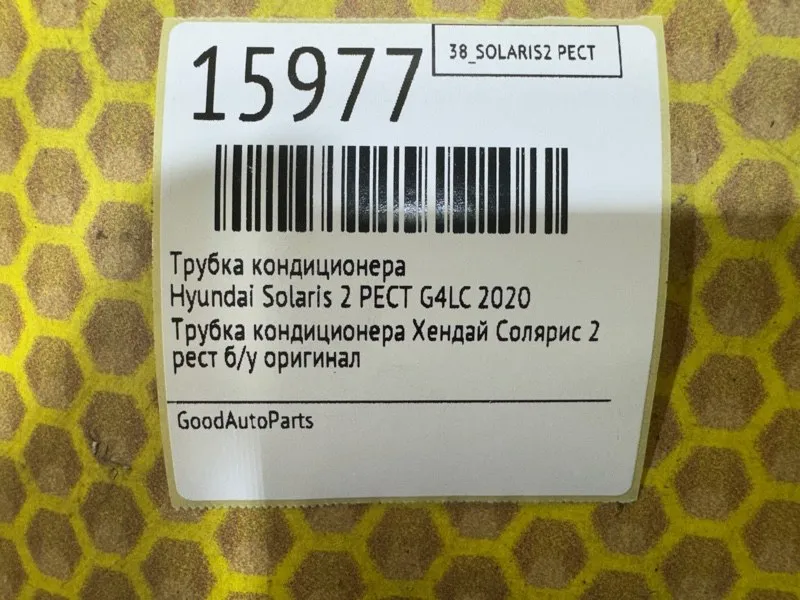 15977
38_SOLARIS2 РЕСТ
Трубка кондиционера
Hyundai Solaris 2 РЕСТ G4LC 2020
Трубка кондиционера Хендай Солярис 2
рест б/у оригинал
GoodAutoParts